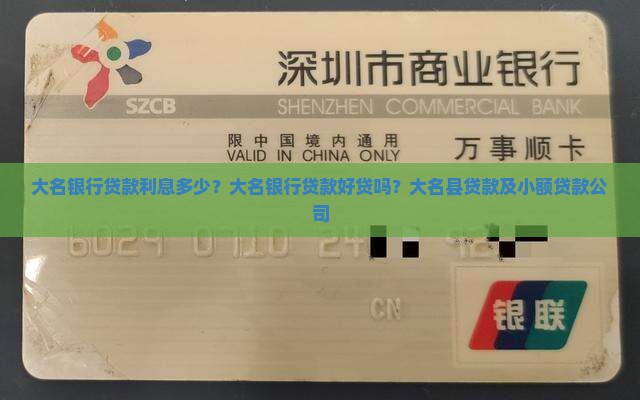 深圳市商业银行
SZCB
SHENZHEN COMMERCIAL BANK
限中国境内通用
VALID IN CHINA ONLY
万事顺卡
大名银行贷款利息多少？大名银行贷款好贷吗？大名县贷款及小额贷款公
司
6029 0710 24
CN
银联